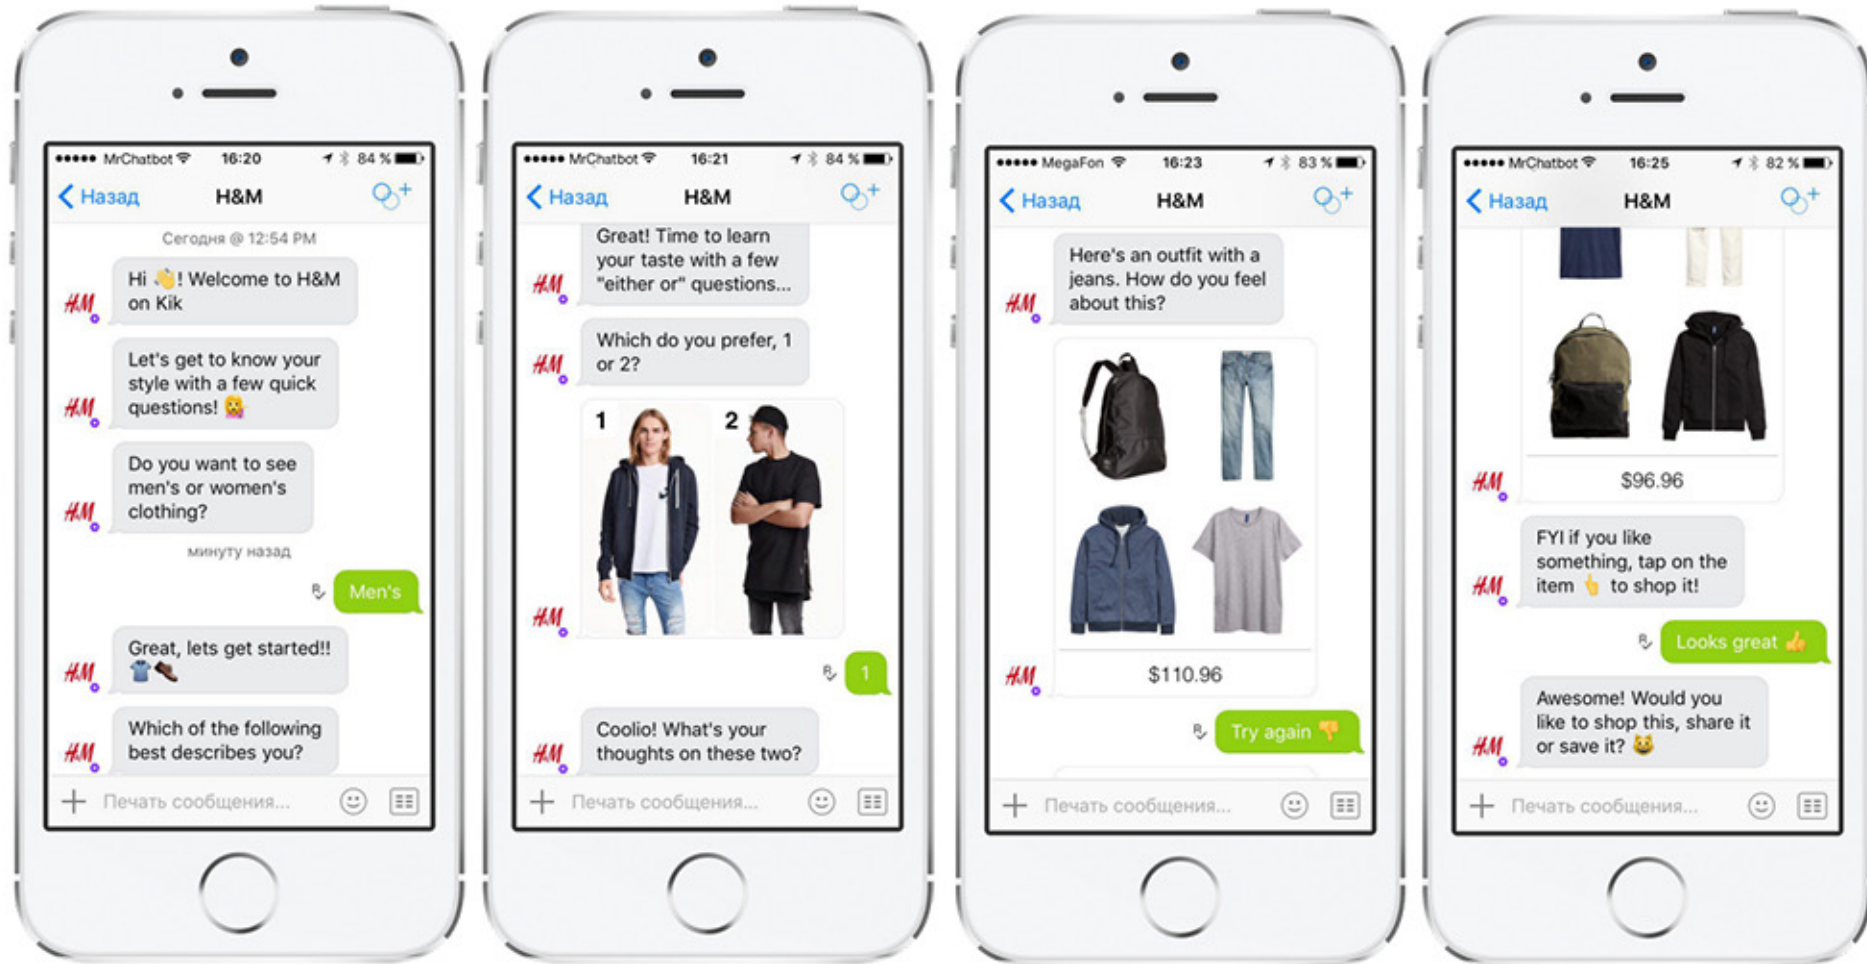 MrChatbot 16:20 84 %
Назад H&M
Сегодня @ 12:54 PM
Hi 👋! Welcome to H&M
on Kik
H&M
Let's get to know your
style with a few quick
questions! 💇
H&M
Do you want to see
men's or women's
clothing?
H&M
минуту назад
Men's
Great, lets get started!!
👕👞
H&M
Which of the following
best describes you?
H&M
Печать сообщения...
MrChatbot 16:21 84 %
Назад H&M
Great! Time to learn
your taste with a few
"either or" questions...
H&M
Which do you prefer, 1
or 2?
H&M
1 2
H&M
1
Coolio! What's your
thoughts on these two?
H&M
Печать сообщения...
MegaFon 16:23 83 %
Назад H&M
Here's an outfit with a
jeans. How do you feel
about this?
H&M
$110.96
H&M
Try again 👎
Печать сообщения...
MrChatbot 16:25 82 %
Назад H&M
$96.96
H&M
FYI if you like
something, tap on the
item 👆 to shop it!
H&M
Looks great 👍
Awesome! Would you
like to shop this, share it
or save it? 😸
H&M
Печать сообщения...